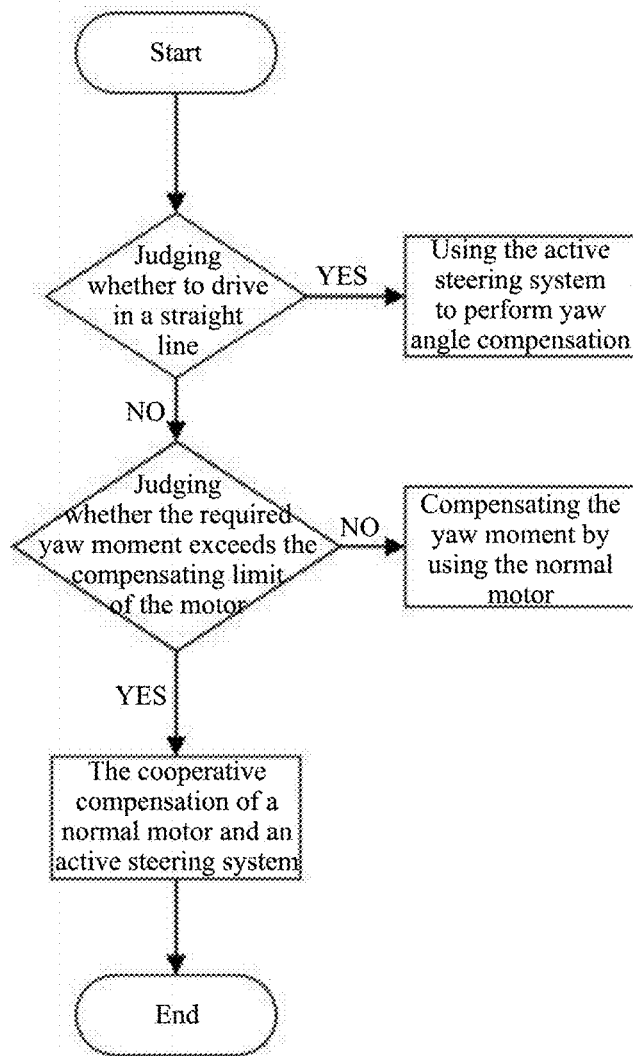 Start
Judging
whether to drive
in a straight
line
YES
Using the active
steering system
to perform yaw
angle compensation
NO
Judging
whether the required
yaw moment exceeds the
compensating limit
of the motor
NO
Compensating the
yaw moment by
using the normal
motor
YES
The cooperative
compensation of a
normal motor and an
active steering system
End